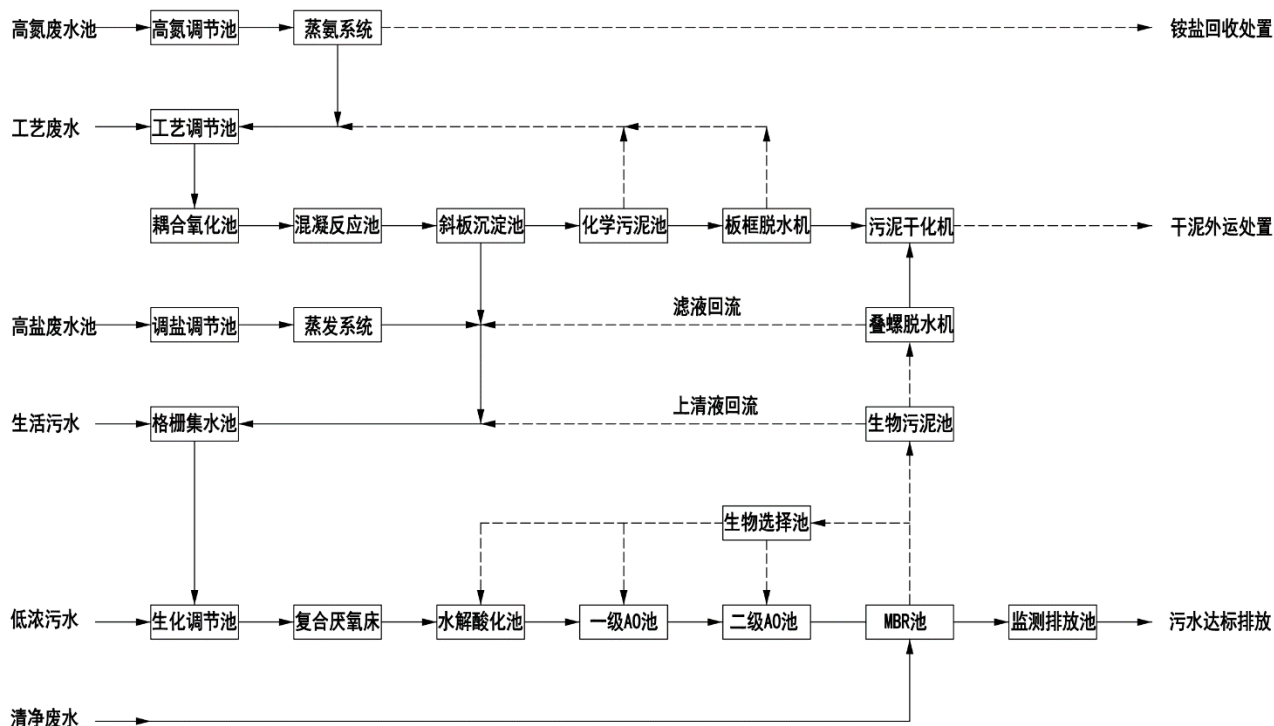 高氮废水池 高氮调节池 蒸氨系统 铵盐回收处置
工艺废水 工艺调节池
耦合氧化池 混凝反应池 斜板沉淀池 化学污泥池 板框脱水机 污泥干化机 干泥外运处置
滤液回流
高盐废水池 调盐调节池 蒸发系统 叠螺脱水机
上清液回流
生活污水 格栅集水池 生物污泥池
生物选择池
低浓污水 生化调节池 复合厌氧床 水解酸化池 一级AO池 二级AO池 MBR池 监测排放池 污水达标排放
清净废水